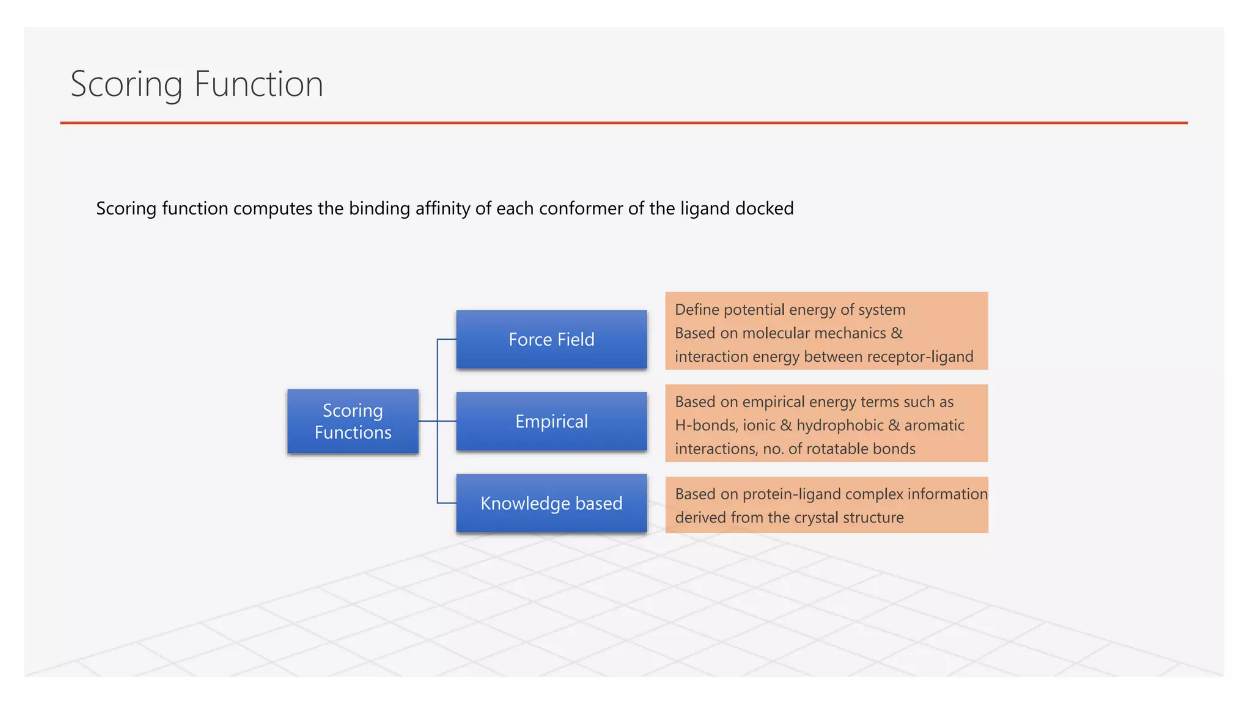 Scoring Function
Scoring function computes the binding affinity of each conformer of the ligand docked
Scoring
Functions
Force Field
Define potential energy of system
Based on molecular mechanics &
interaction energy between receptor-ligand
Empirical
Based on empirical energy terms such as
H-bonds, ionic & hydrophobic & aromatic
interactions, no. of rotatable bonds
Knowledge based
Based on protein-ligand complex information
derived from the crystal structure